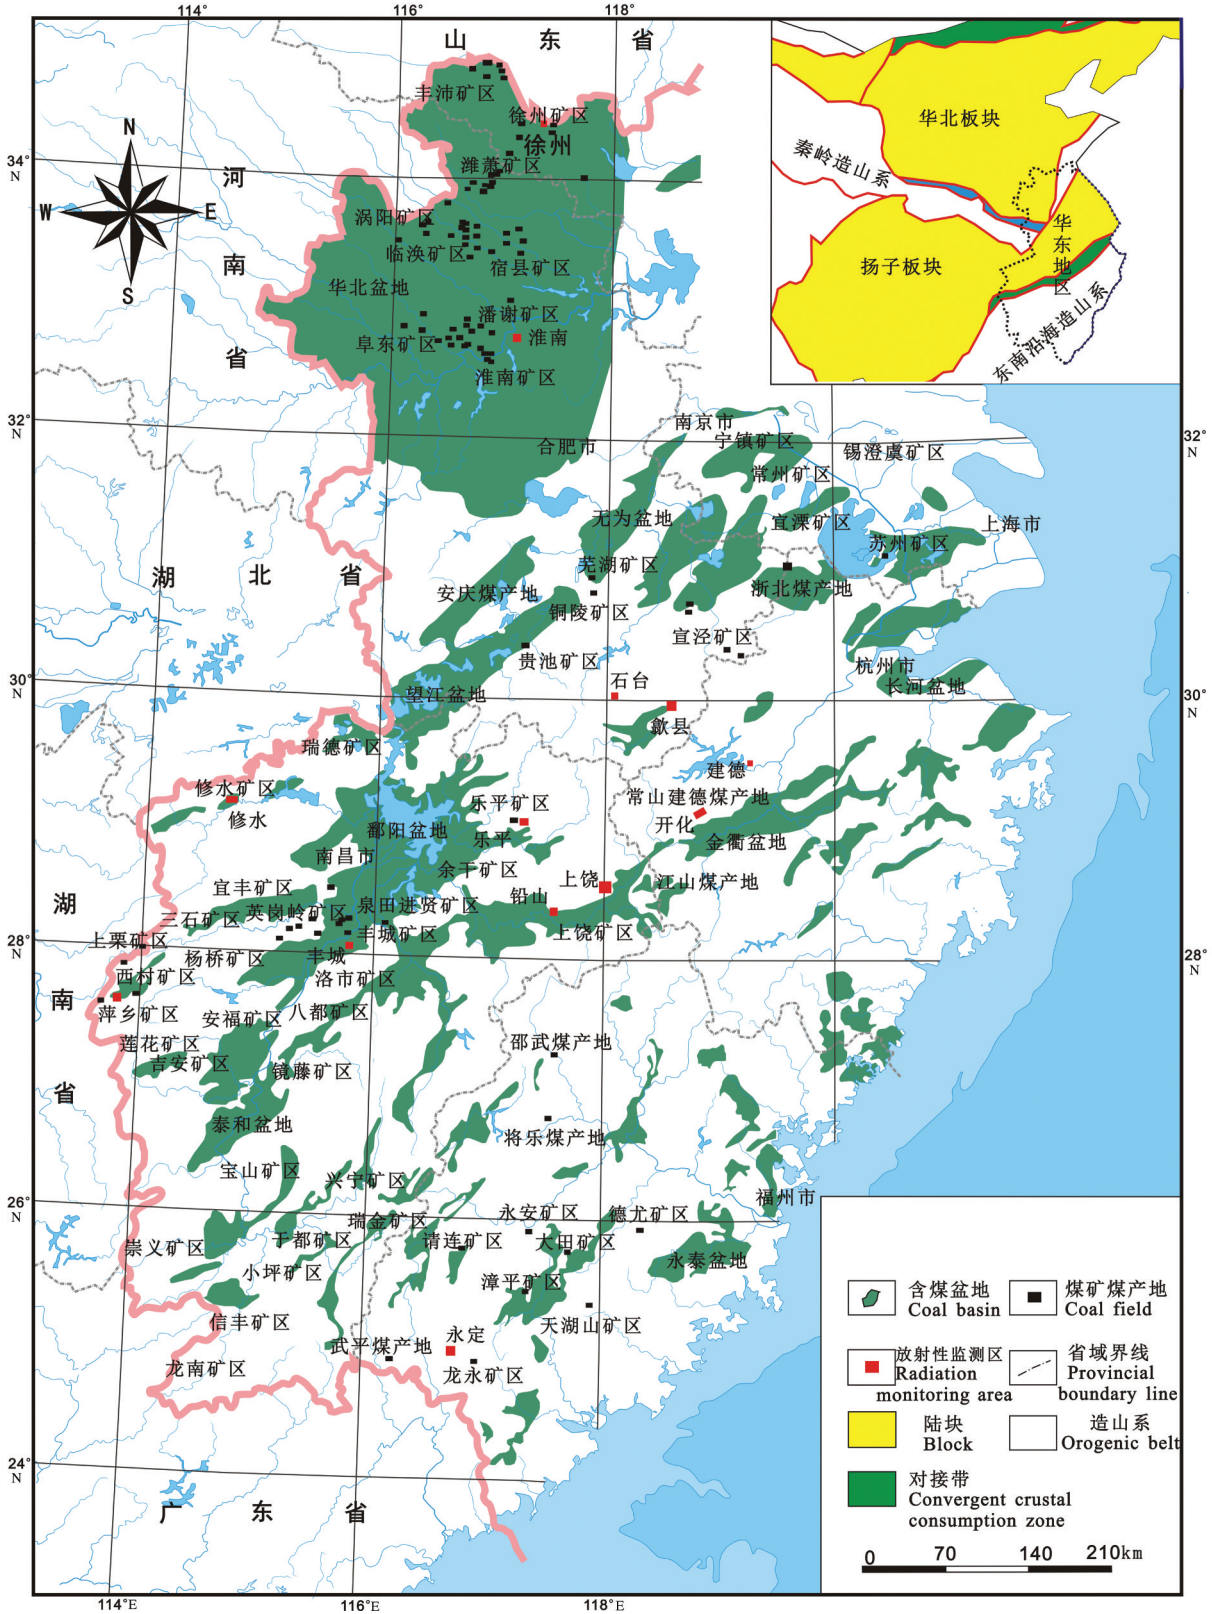 114°
116°
118°
山 东 省
丰沛矿区
徐州矿区
徐州
濉萧矿区
34°
N
N
W
E
S
河
南
省
涡阳矿区
临涣矿区
宿县矿区
华北盆地
潘谢矿区
阜东矿区
淮南
淮南矿区
华北板块
秦岭造山系
扬子板块
华东地区
东南沿海造山系
32°
N
32°
N
合肥市
南京市
宁镇矿区
锡澄虞矿区
常州矿区
无为盆地
宜溧矿区
上海市
苏州矿区
芜湖矿区
湖 北 省
安庆煤产地
浙北煤产地
铜陵矿区
宣泾矿区
贵池矿区
杭州市
长河盆地
30°
N
30°
N
石台
望江盆地
歙县
瑞德矿区
建德
修水矿区
修水
常山建德煤产地
开化
乐平矿区
乐平
鄱阳盆地
金衢盆地
南昌市
余干矿区
上饶
江山煤产地
宜丰矿区
铅山
湖
南
省
三石矿区
英岗岭矿区
泉田进贤矿区
上栗矿区
丰城矿区
上饶矿区
28°
N
28°
N
杨桥矿区
丰城
西村矿区
洛市矿区
萍乡矿区
安福矿区
八都矿区
莲花矿区
吉安矿区
镜藤矿区
邵武煤产地
泰和盆地
将乐煤产地
宝山矿区
兴宁矿区
26°
N
福州市
瑞金矿区
永安矿区
德尤矿区
崇义矿区
于都矿区
请连矿区
大田矿区
永泰盆地
小坪矿区
漳平矿区
信丰矿区
天湖山矿区
武平煤产地
永定
龙南矿区
龙永矿区
24°
N
广 东 省
114°E
116°E
118°E
含煤盆地
Coal basin
煤矿煤产地
Coal field
放射性监测区
Radiation
monitoring area
省域界线
Provincial
boundary line
陆块
Block
造山系
Orogenic belt
对接带
Convergent crustal
consumption zone
0 70 140 210km